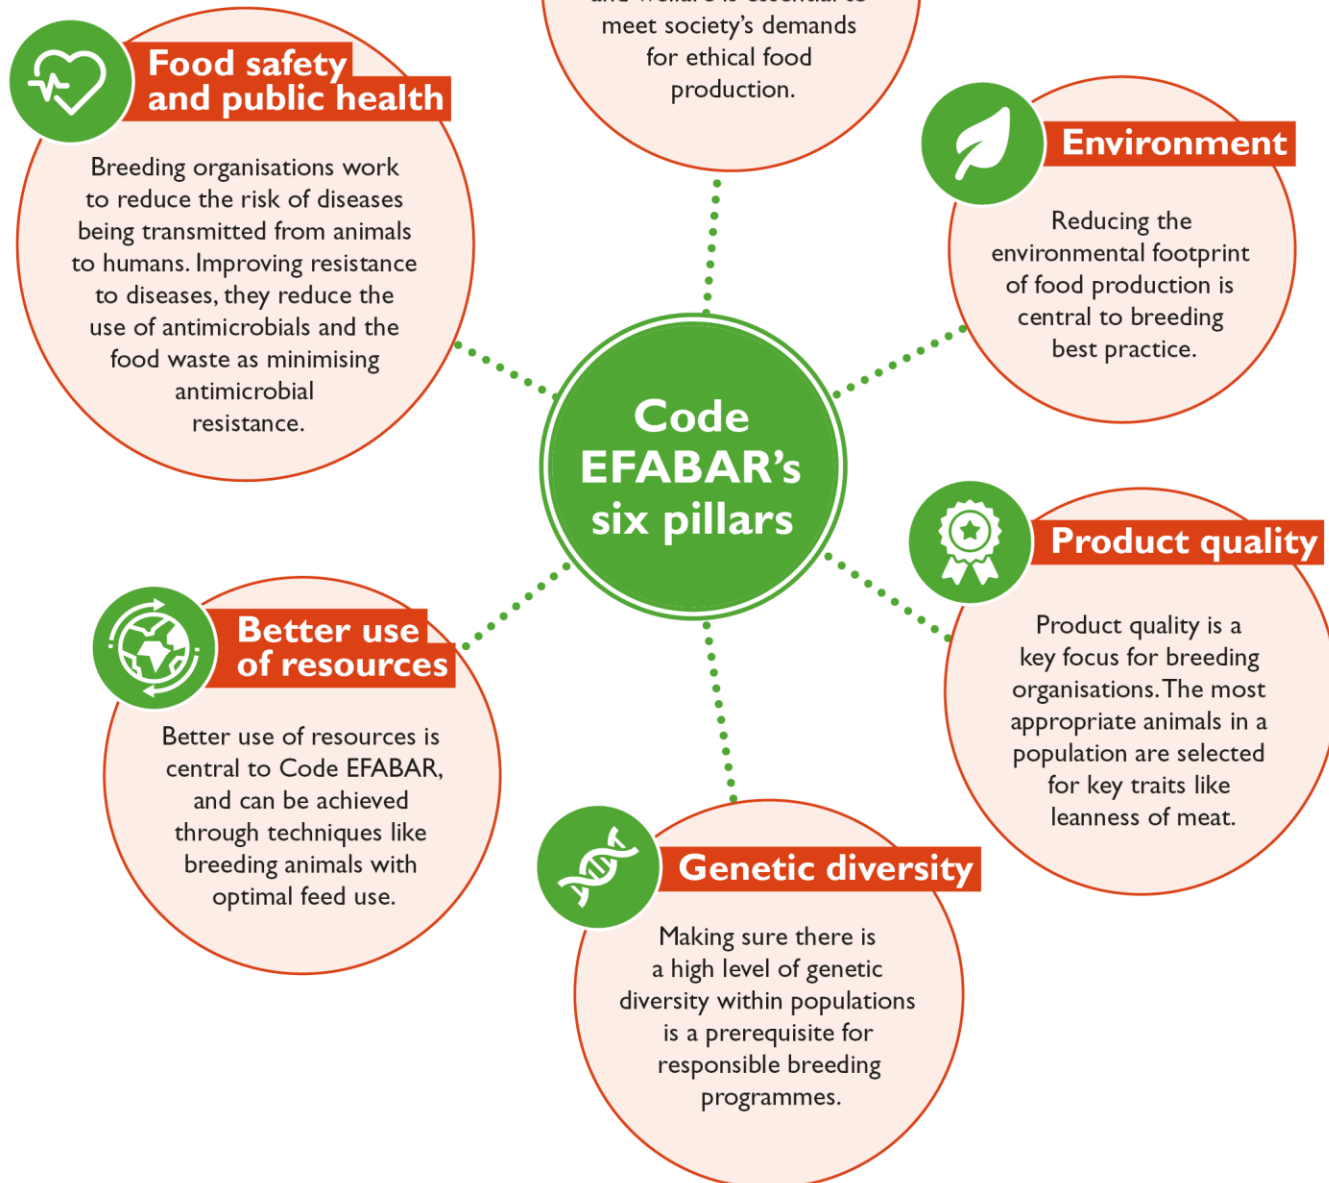 and welfare is essential to
meet society's demands
for ethical food
production.
Food safety
and public health
Breeding organisations work
to reduce the risk of diseases
being transmitted from animals
to humans. Improving resistance
to diseases, they reduce the
use of antimicrobials and the
food waste as minimising
antimicrobial
resistance.
Environment
Reducing the
environmental footprint
of food production is
central to breeding
best practice.
Code
EFABAR's
six pillars
Product quality
Product quality is a
key focus for breeding
organisations. The most
appropriate animals in a
population are selected
for key traits like
leanness of meat.
Better use
of resources
Better use of resources is
central to Code EFABAR,
and can be achieved
through techniques like
breeding animals with
optimal feed use.
Genetic diversity
Making sure there is
a high level of genetic
diversity within populations
is a prerequisite for
responsible breeding
programmes.